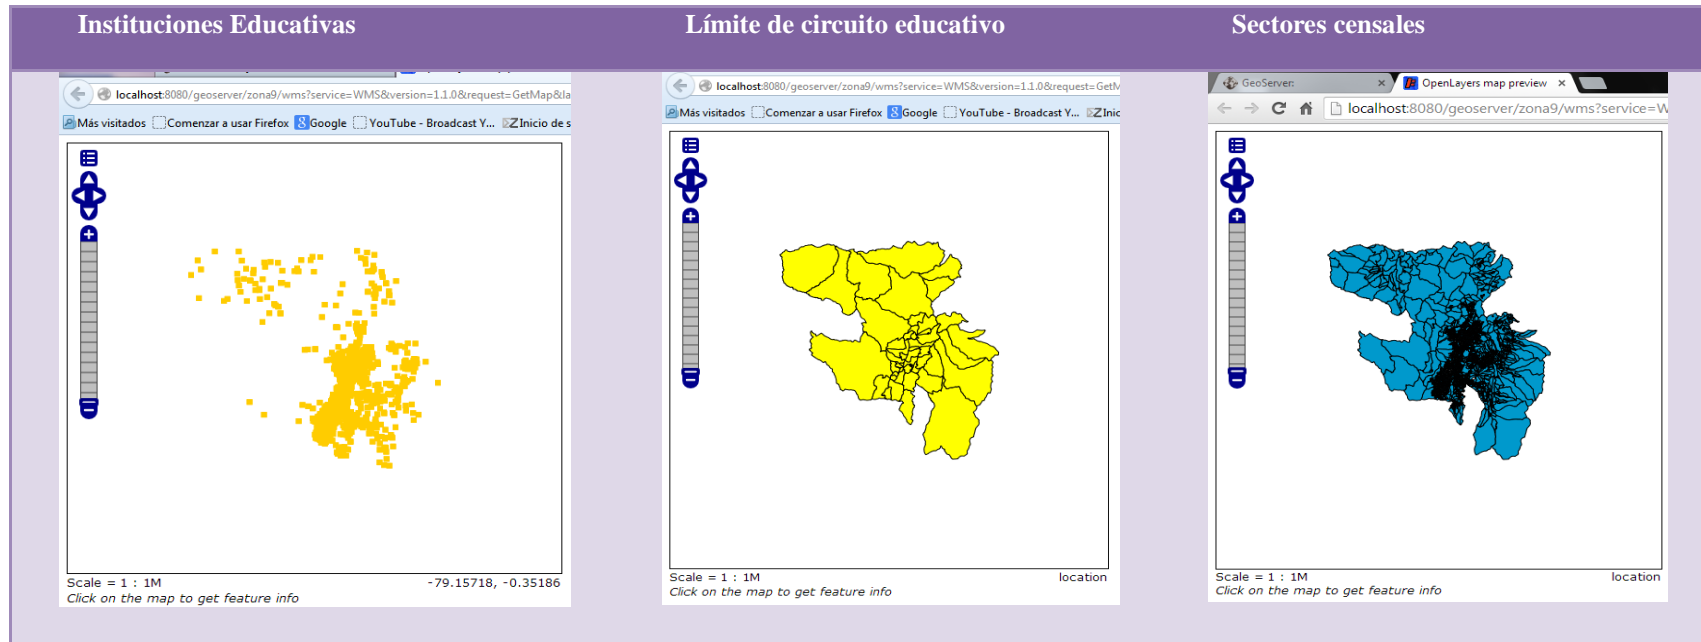 Instituciones Educativas
Límite de circuito educativo
Sectores censales
localhost:8080/geoserver/zona9/wms?service=WMS&version=1.1.0&request=GetMap&la
Más visitados Comenzar a usar Firefox Google YouTube - Broadcast Y... Inicio de s
Scale = 1 : 1M
-79.15718, -0.35186
Click on the map to get feature info
localhost:8080/geoserver/zona9/wms?service=WMS&version=1.1.0&request=GetM
Más visitados Comenzar a usar Firefox Google YouTube - Broadcast Y... Inic
Scale = 1 : 1M
location
Click on the map to get feature info
GeoServer: × OpenLayers map preview ×
localhost:8080/geoserver/zona9/wms?service=W
Scale = 1 : 1M
location
Click on the map to get feature info